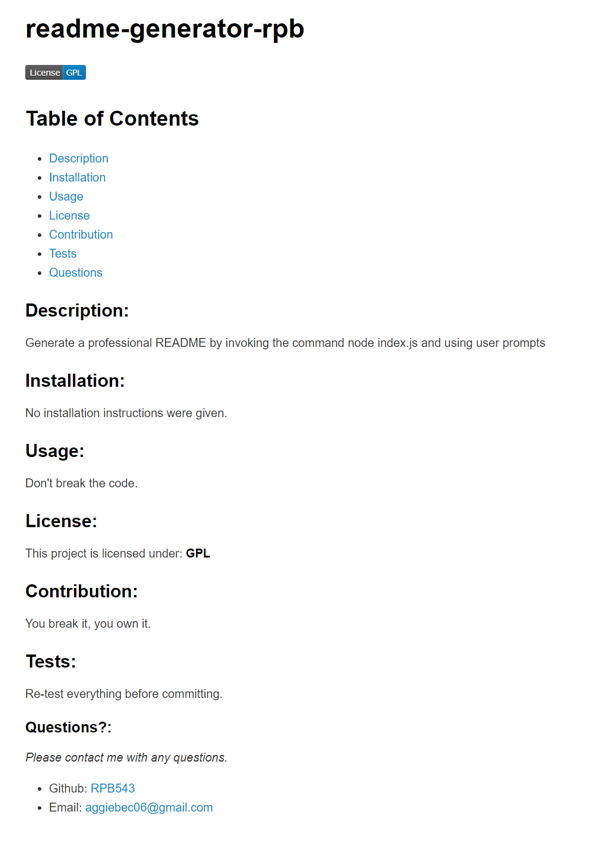 readme-generator-rpb
License GPL
Table of Contents
Description
Installation
Usage
License
Contribution
Tests
Questions
Description:
Generate a professional README by invoking the command node index.js and using user prompts
Installation:
No installation instructions were given.
Usage:
Don't break the code.
License:
This project is licensed under: GPL
Contribution:
You break it, you own it.
Tests:
Re-test everything before committing.
Questions?:
Please contact me with any questions.
Github: RPB543
Email: aggiebec06@gmail.com